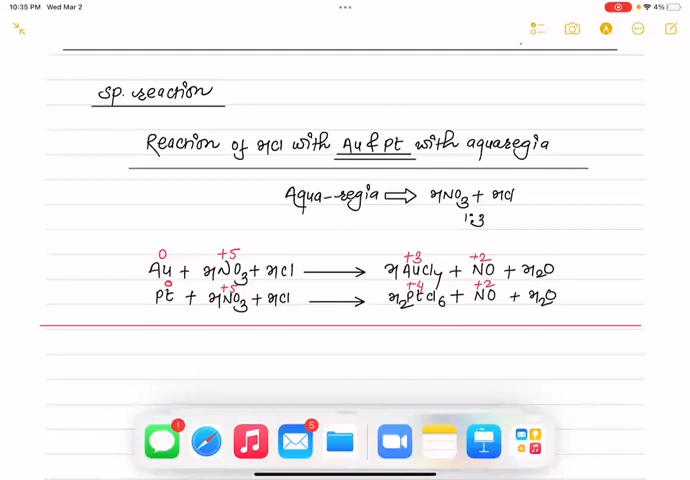 10:35 PM Wed Mar 2 4%
sp. reaction
Reaction of HCl with Au & Pt with aquaregia
Aqua-regia ⇒ HNO3 + HCl
1:3
0 +5 +3 +2
Au + HNO3 + HCl → HAuCl4 + NO + H2O
0 +5 +4 +2
Pt + HNO3 + HCl → H2PtCl6 + NO + H2O
! 5